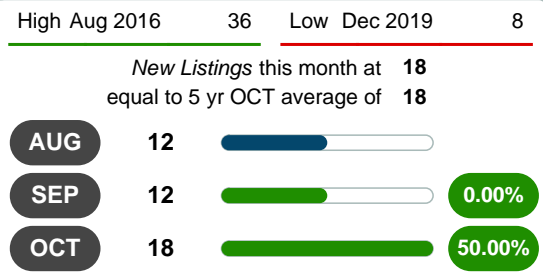 High Aug 2016 36 Low Dec 2019 8
New Listings this month at 18
equal to 5 yr OCT average of 18
AUG 12
SEP 12 0.00%
OCT 18 50.00%